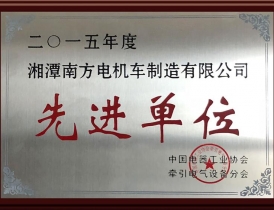 二〇一五年度
湘潭南方电机车制造有限公司
先进单位
中国电器工业协会
牵引电气设备分会